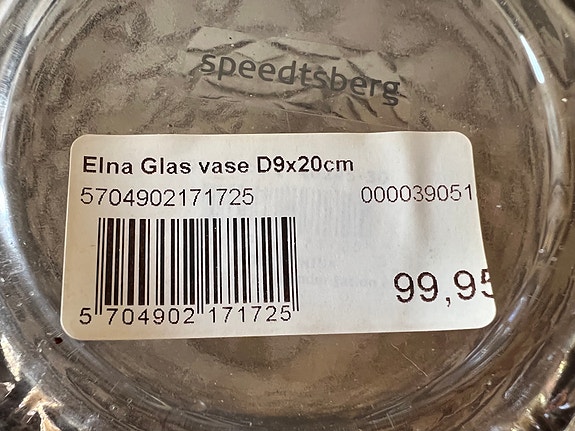 speedtsberg
Elna Glas vase D9x20cm
5704902171725 000039051
99,95
5 704902 171725